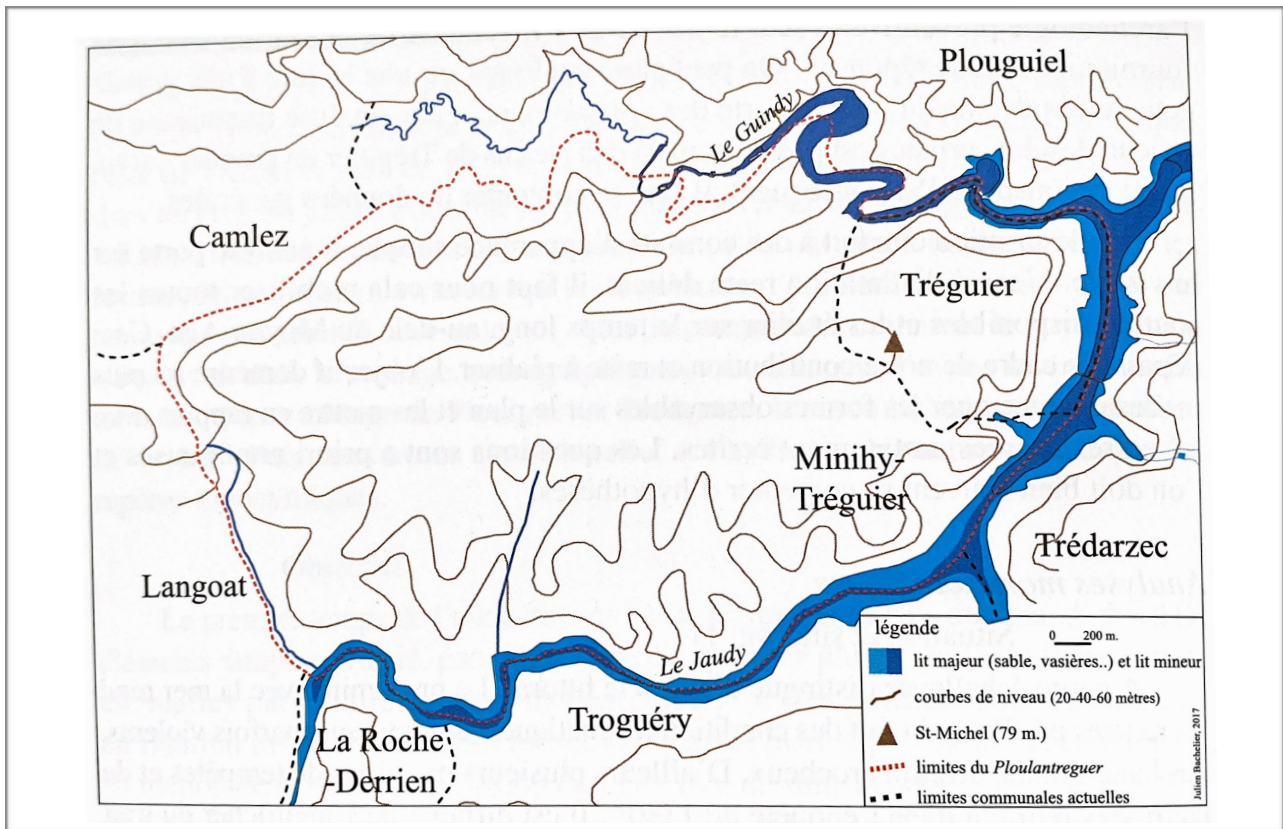 Plouguiel
Le Guindy
Camlez
Tréguier
Minihy-
Tréguier
Trédarzec
Langoat
Le Jaudy
Troguéry
La Roche
-Derrien
légende
0 200 m.
lit majeur (sable, vasières..) et lit mineur
courbes de niveau (20-40-60 mètres)
St-Michel (79 m.)
limites du Ploulantreguer
limites communales actuelles
Julien Bachelier, 2017